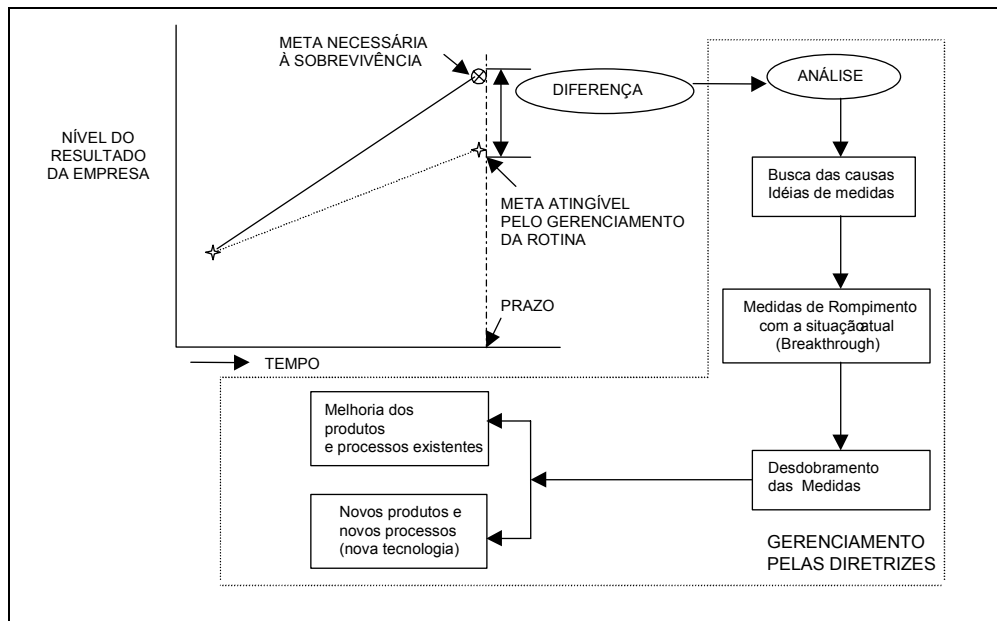 META NECESSÁRIA
À SOBREVIVÊNCIA
DIFERENÇA
ANÁLISE
NÍVEL DO
RESULTADO
DA EMPRESA
META ATINGÍVEL
PELO GERENCIAMENTO
DA ROTINA
PRAZO
TEMPO
Busca das causas
Idéias de medidas
Medidas de Rompimento
com a situação atual
(Breakthrough)
Desdobramento
das Medidas
Melhoria dos
produtos
e processos existentes
Novos produtos e
novos processos
(nova tecnologia)
GERENCIAMENTO
PELAS DIRETRIZES